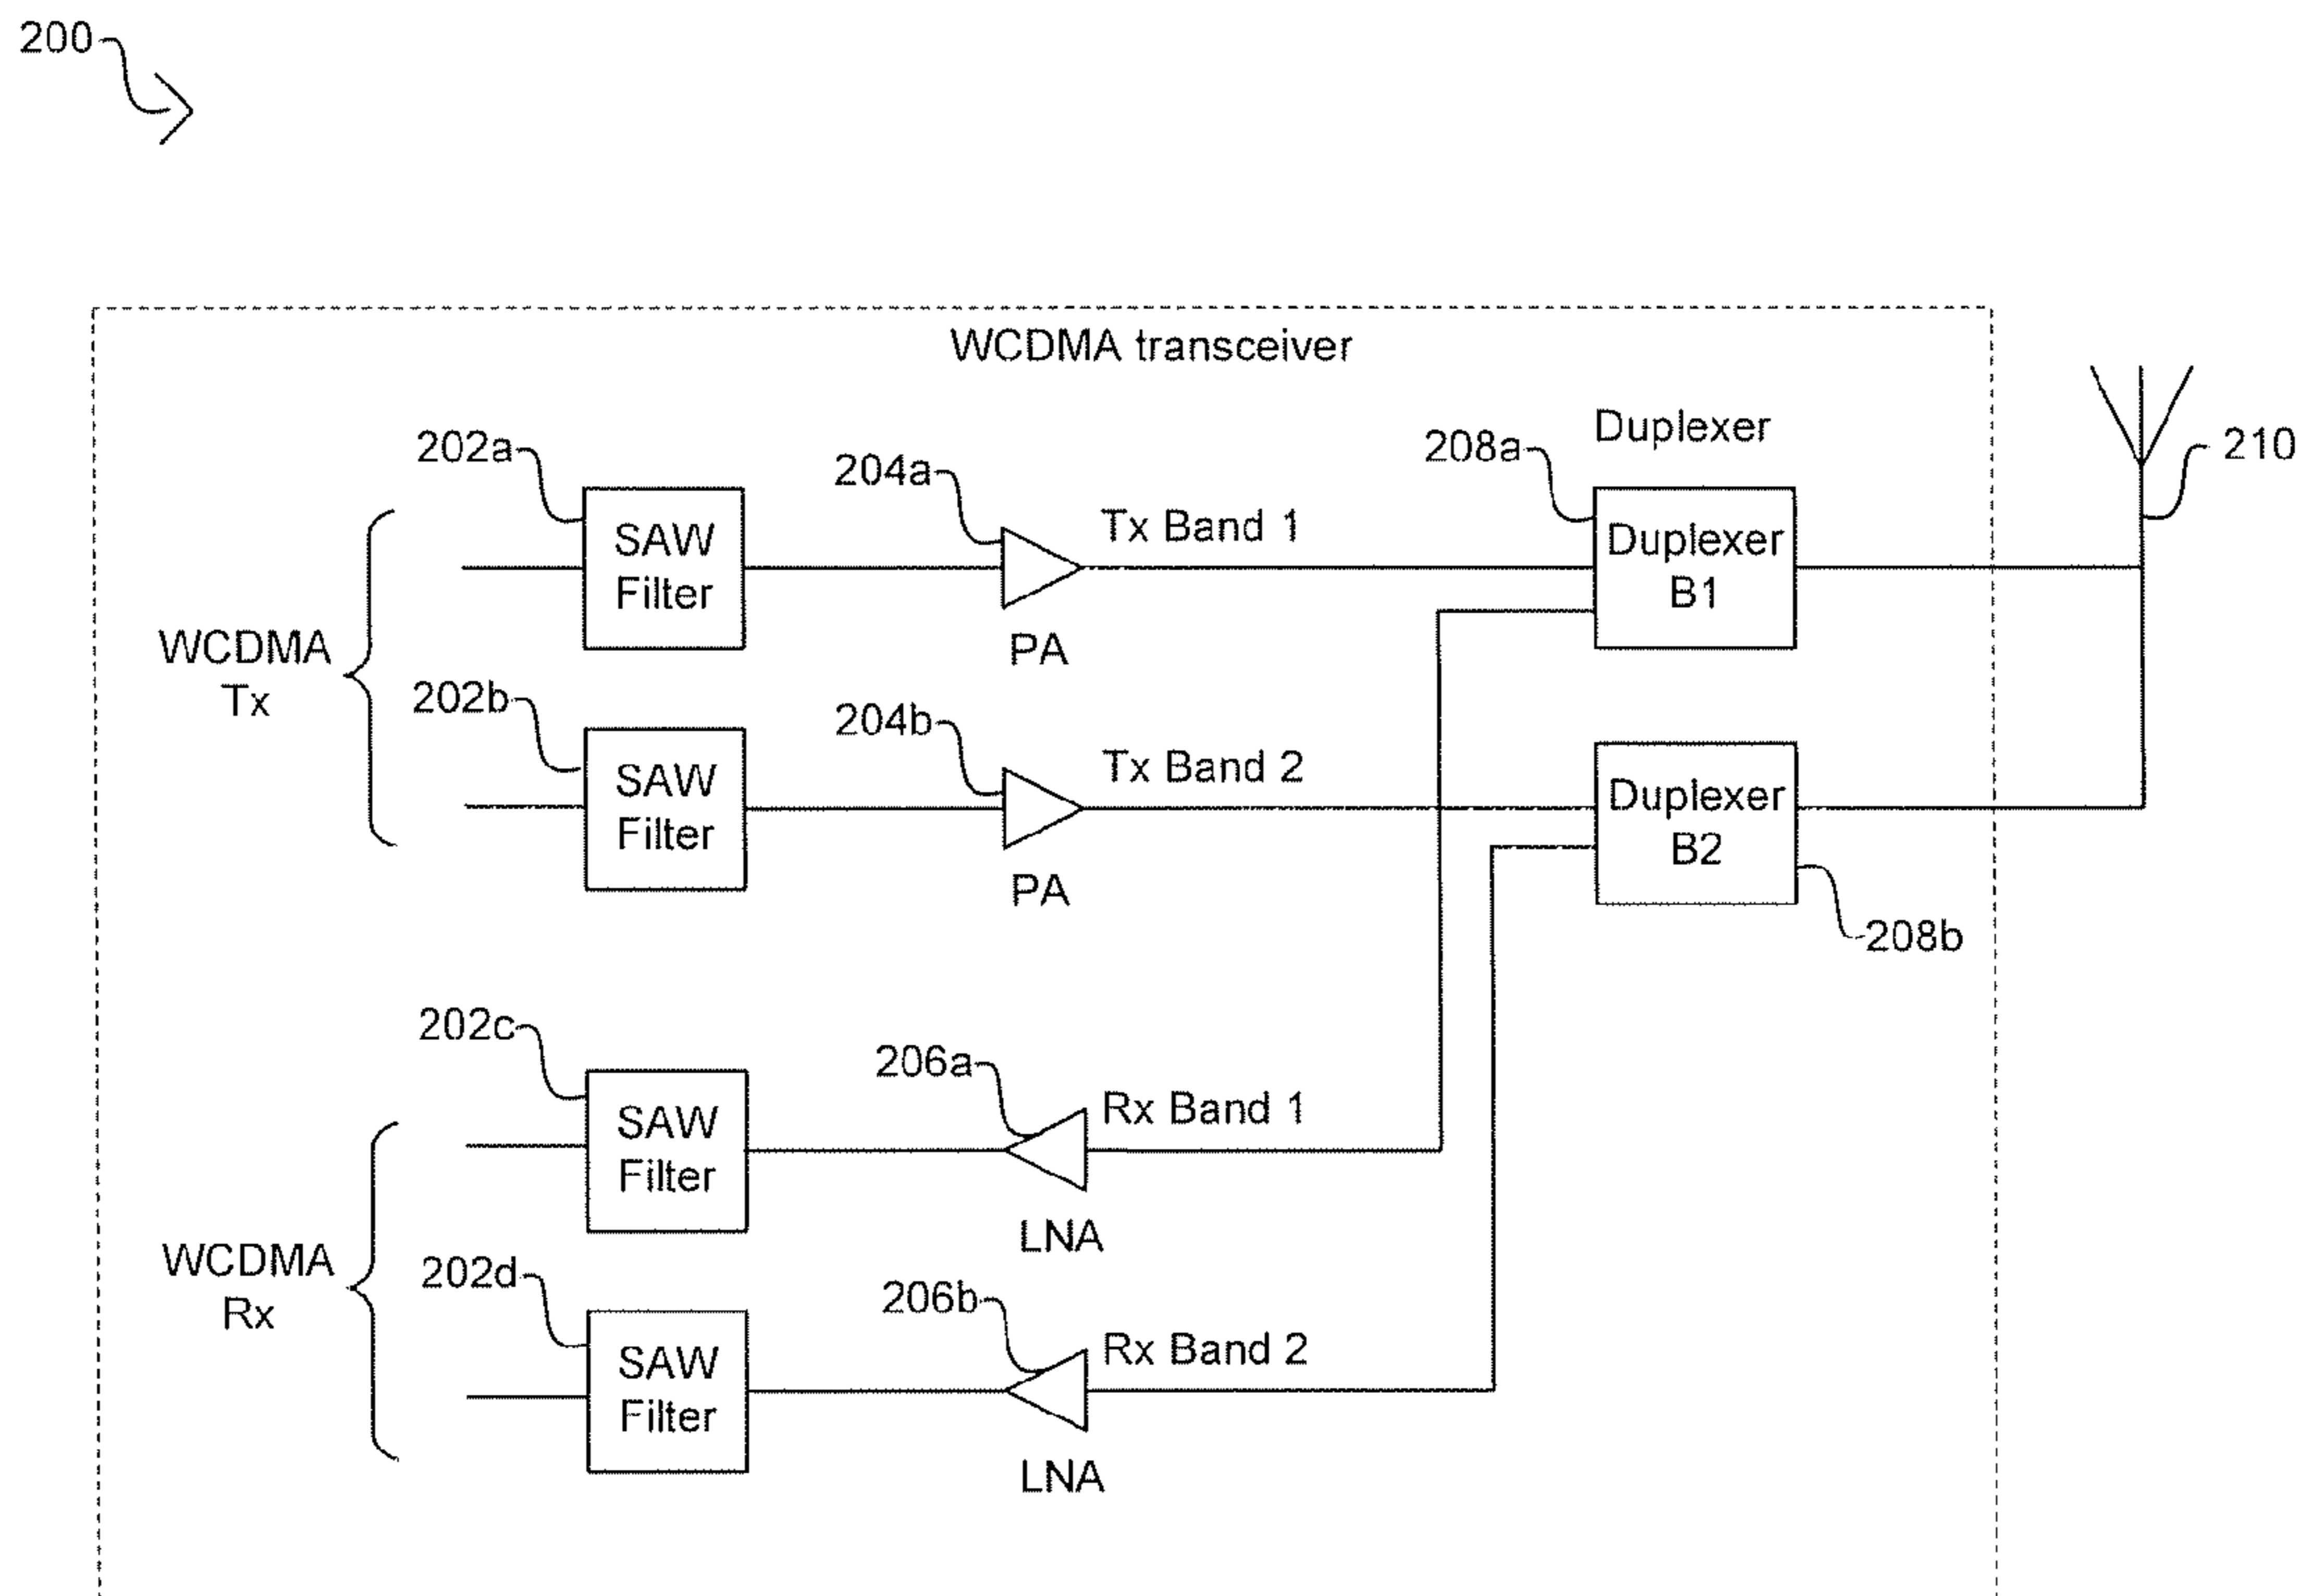 200
WCDMA transceiver
Duplexer
202a
204a
208a
210
SAW
Filter
Tx Band 1
Duplexer
B1
PA
WCDMA
Tx
202b
204b
SAW
Filter
Tx Band 2
Duplexer
B2
PA
208b
202c
206a
SAW
Filter
Rx Band 1
LNA
WCDMA
Rx
202d
206b
SAW
Filter
Rx Band 2
LNA